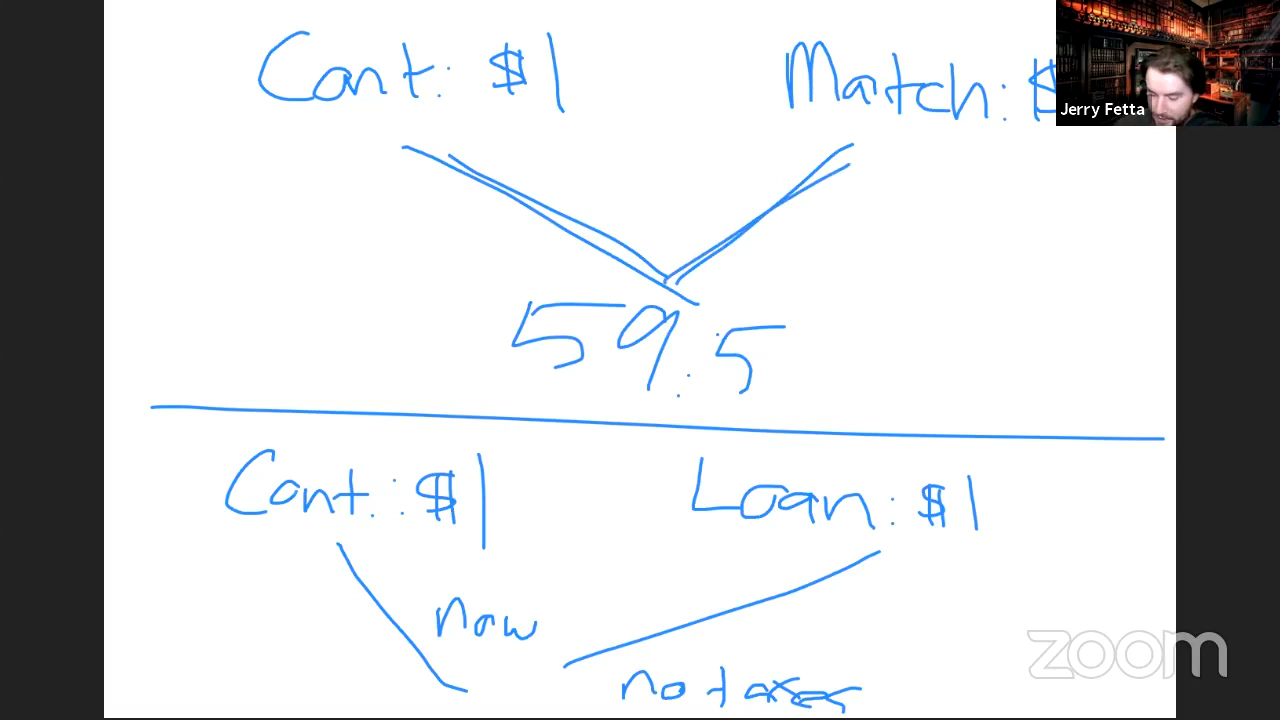 Cont: $1 Match: $
Jerry Fetta
59.5
Cont.: $1 Loan: $1
now
no taxes
zoom